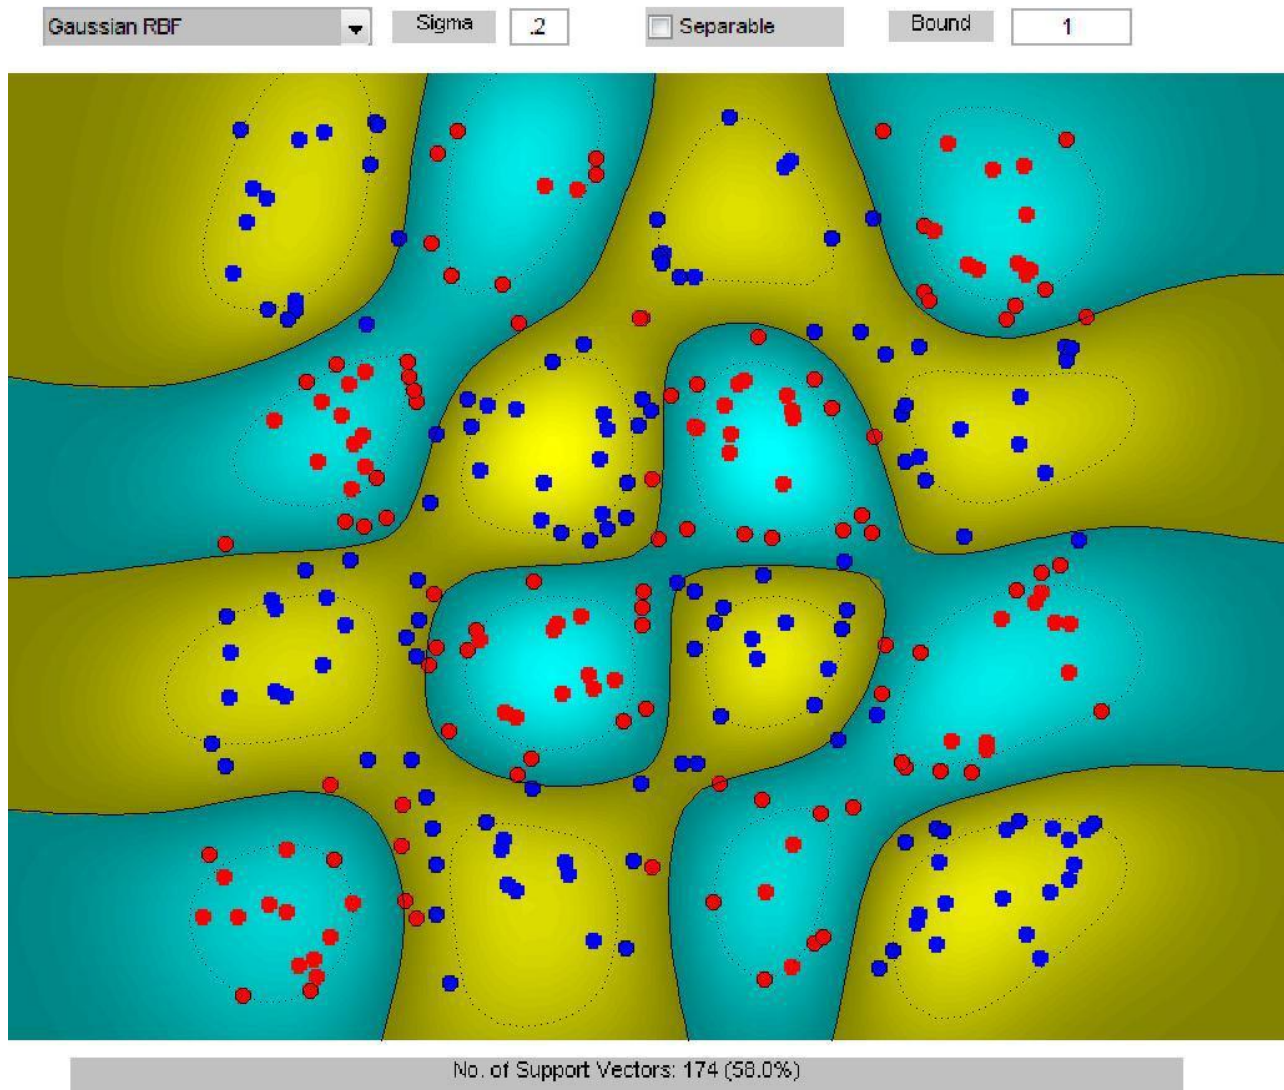 Gaussian RBF Sigma .2 Separable Bound 1
No. of Support Vectors: 174 (58.0%)